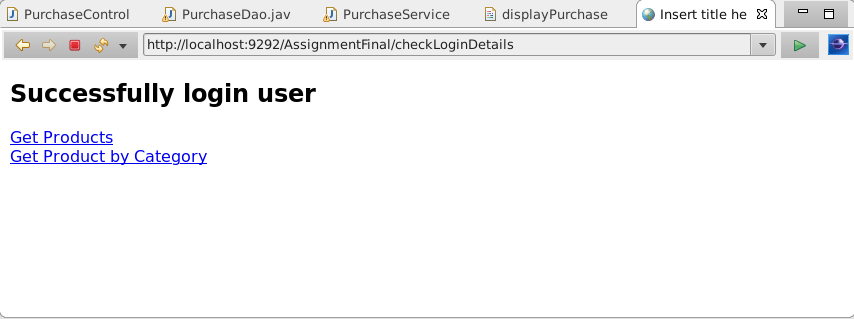 PurchaseControl PurchaseDao.jav PurchaseService displayPurchase Insert title he
http://localhost:9292/AssignmentFinal/checkLoginDetails
Successfully login user
Get Products
Get Product by Category